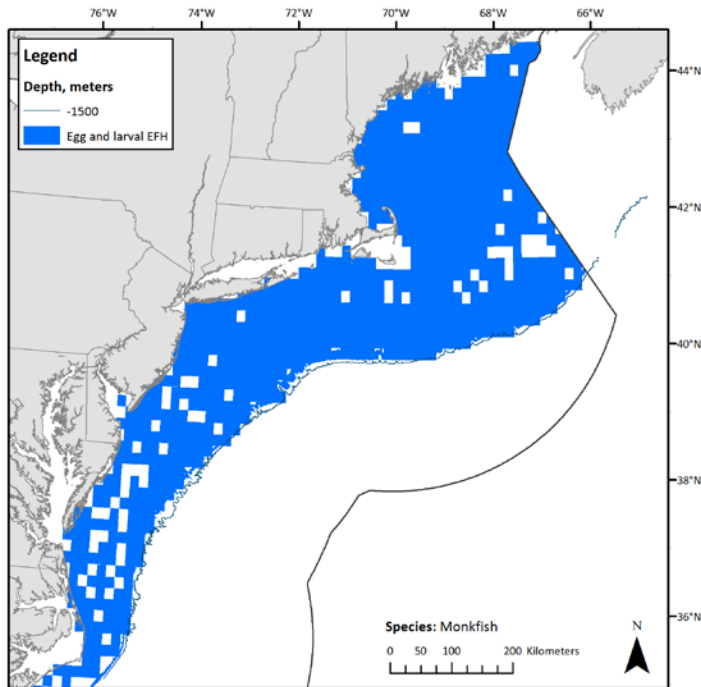 76°W 74°W 72°W 70°W 68°W 66°W
Legend
Depth, meters
-1500
Egg and larval EFH
44°N
42°N
40°N
38°N
36°N
Species: Monkfish
0 50 100 200 Kilometers
N